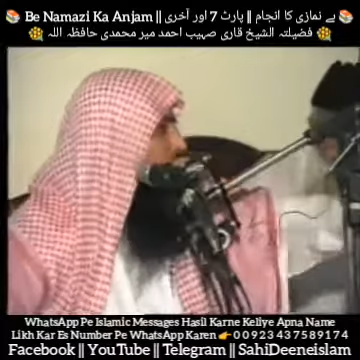 📚 Be Namazi Ka Anjam || بے نمازی کا انجام || پارٹ 7 اور آخری 📚
💐 فضیلتہ الشیخ قاری صہیب احمد میر محمدی حافظہ اللہ 💐
WhatsApp Pe Islamic Messages Hasil Karne Keliye Apna Name
Likh Kar Es Number Pe WhatsApp Karen 👉 00923437589174
Facebook || YouTube || Telegram || SahiDeeneislam